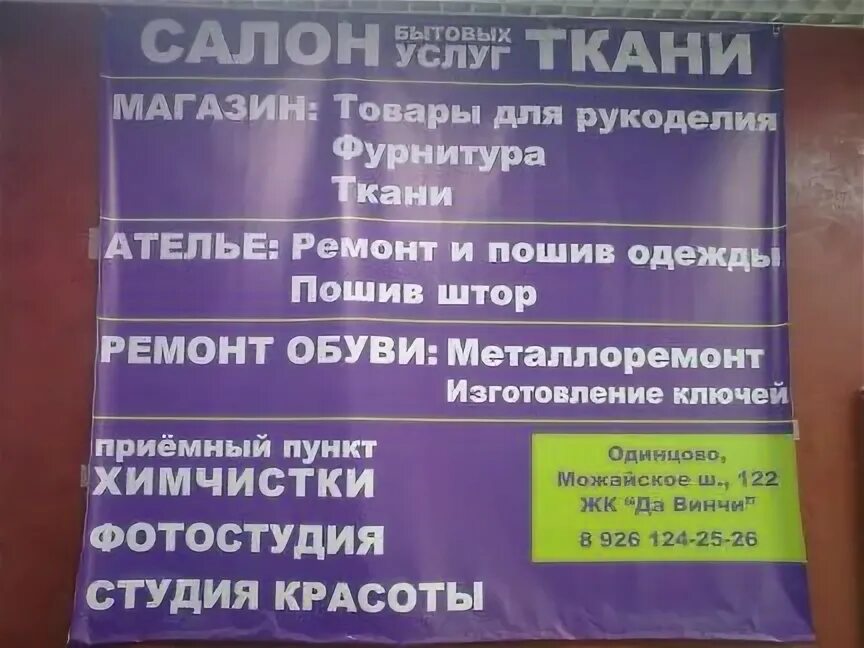 САЛОН БЫТОВЫХ УСЛУГ ТКАНИ
МАГАЗИН: Товары для рукоделия
Фурнитура
Ткани
АТЕЛЬЕ: Ремонт и пошив одежды
Пошив штор
РЕМОНТ ОБУВИ: Металлоремонт
Изготовление ключей
приёмный пункт
ХИМЧИСТКИ
ФОТОСТУДИЯ
СТУДИЯ КРАСОТЫ
Одинцово,
Можайское ш., 122
ЖК "Да Винчи"
8 926 124-25-26